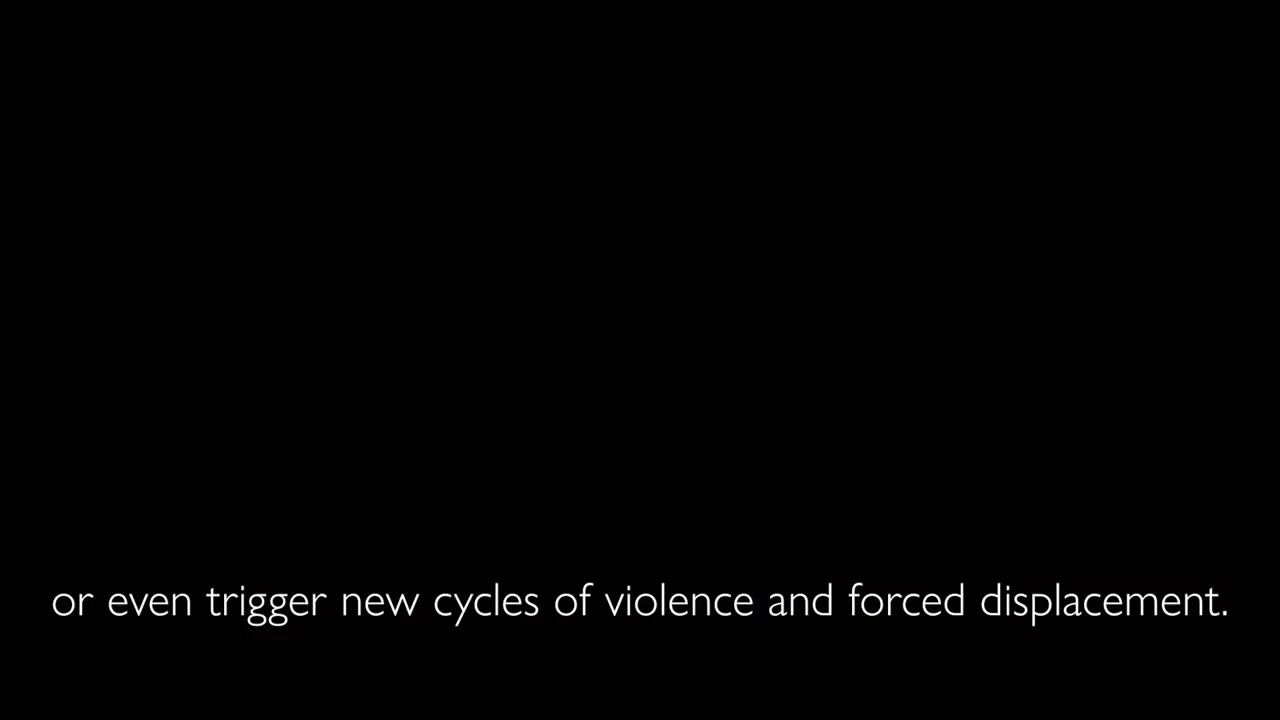 or even trigger new cycles of violence and forced displacement.